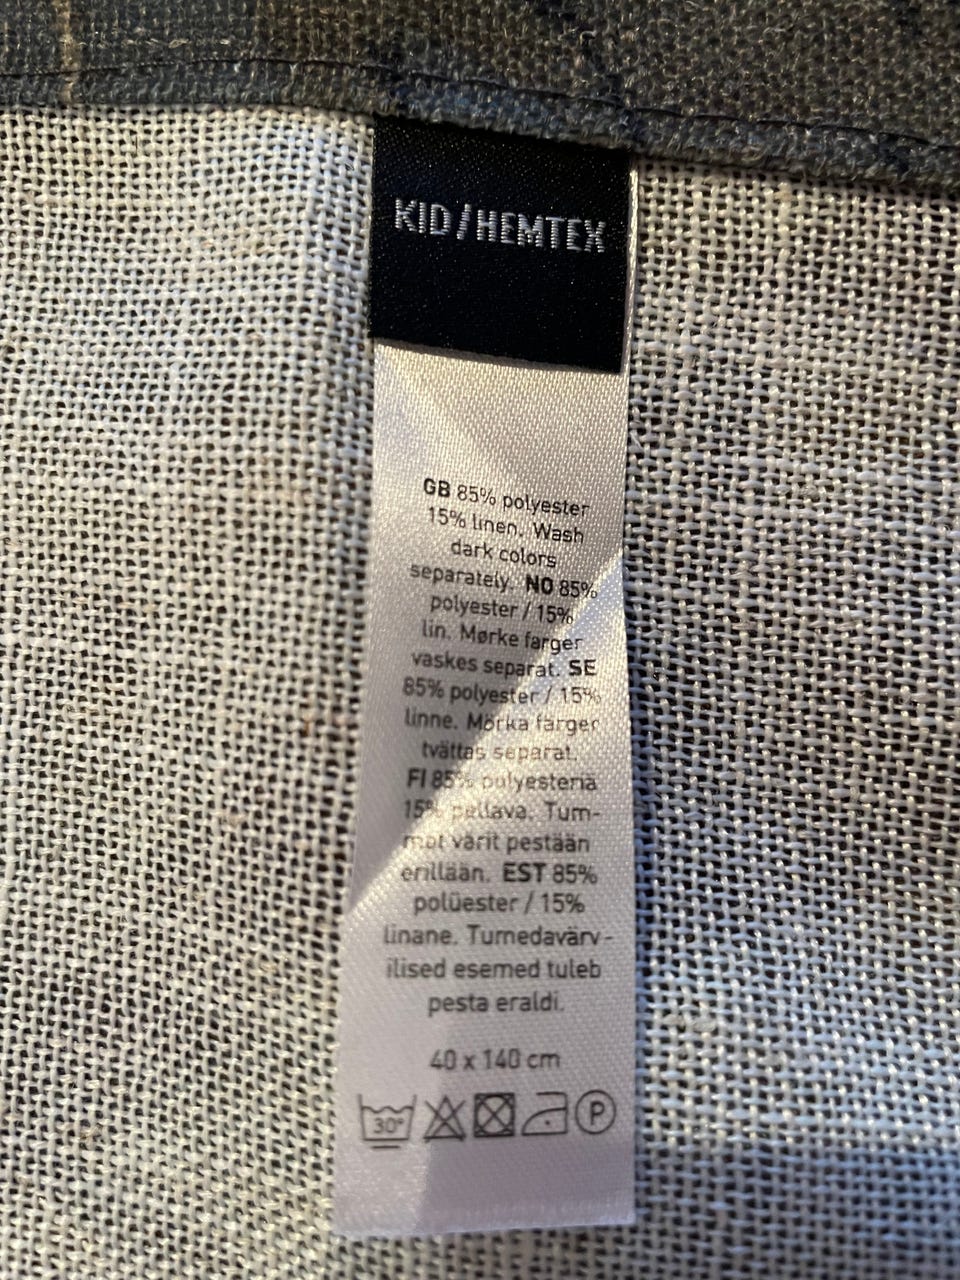 KID/HEMTEX
GB 85% polyester
15% linen. Wash
dark colors
separately. NO 85%
polyester / 15%
lin. Mørke farger
vaskes separat. SE
85% polyester / 15%
linne. Mörka färger
tvättas separat.
FI 85% polyesteriä
15% pellava. Tum-
mat värit pestään
erillään. EST 85%
polüester / 15%
linane. Tumedavärv-
ilised esemed tuleb
pesta eraldi.
40 x 140 cm
30° P